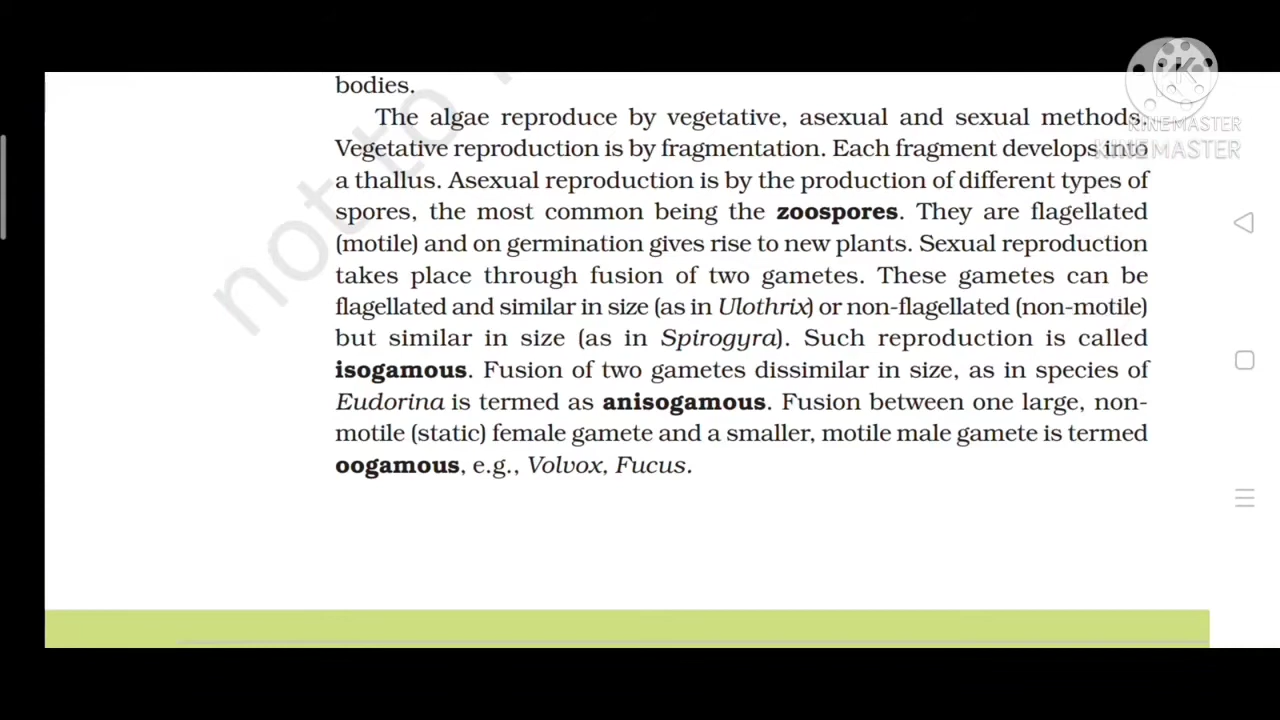 bodies.
The algae reproduce by vegetative, asexual and sexual methods.
Vegetative reproduction is by fragmentation. Each fragment develops into
a thallus. Asexual reproduction is by the production of different types of
spores, the most common being the zoospores. They are flagellated
(motile) and on germination gives rise to new plants. Sexual reproduction
takes place through fusion of two gametes. These gametes can be
flagellated and similar in size (as in Ulothrix) or non-flagellated (non-motile)
but similar in size (as in Spirogyra). Such reproduction is called
isogamous. Fusion of two gametes dissimilar in size, as in species of
Eudorina is termed as anisogamous. Fusion between one large, non-
motile (static) female gamete and a smaller, motile male gamete is termed
oogamous, e.g., Volvox, Fucus.
not to
K
KINEMASTER
KINEMASTER